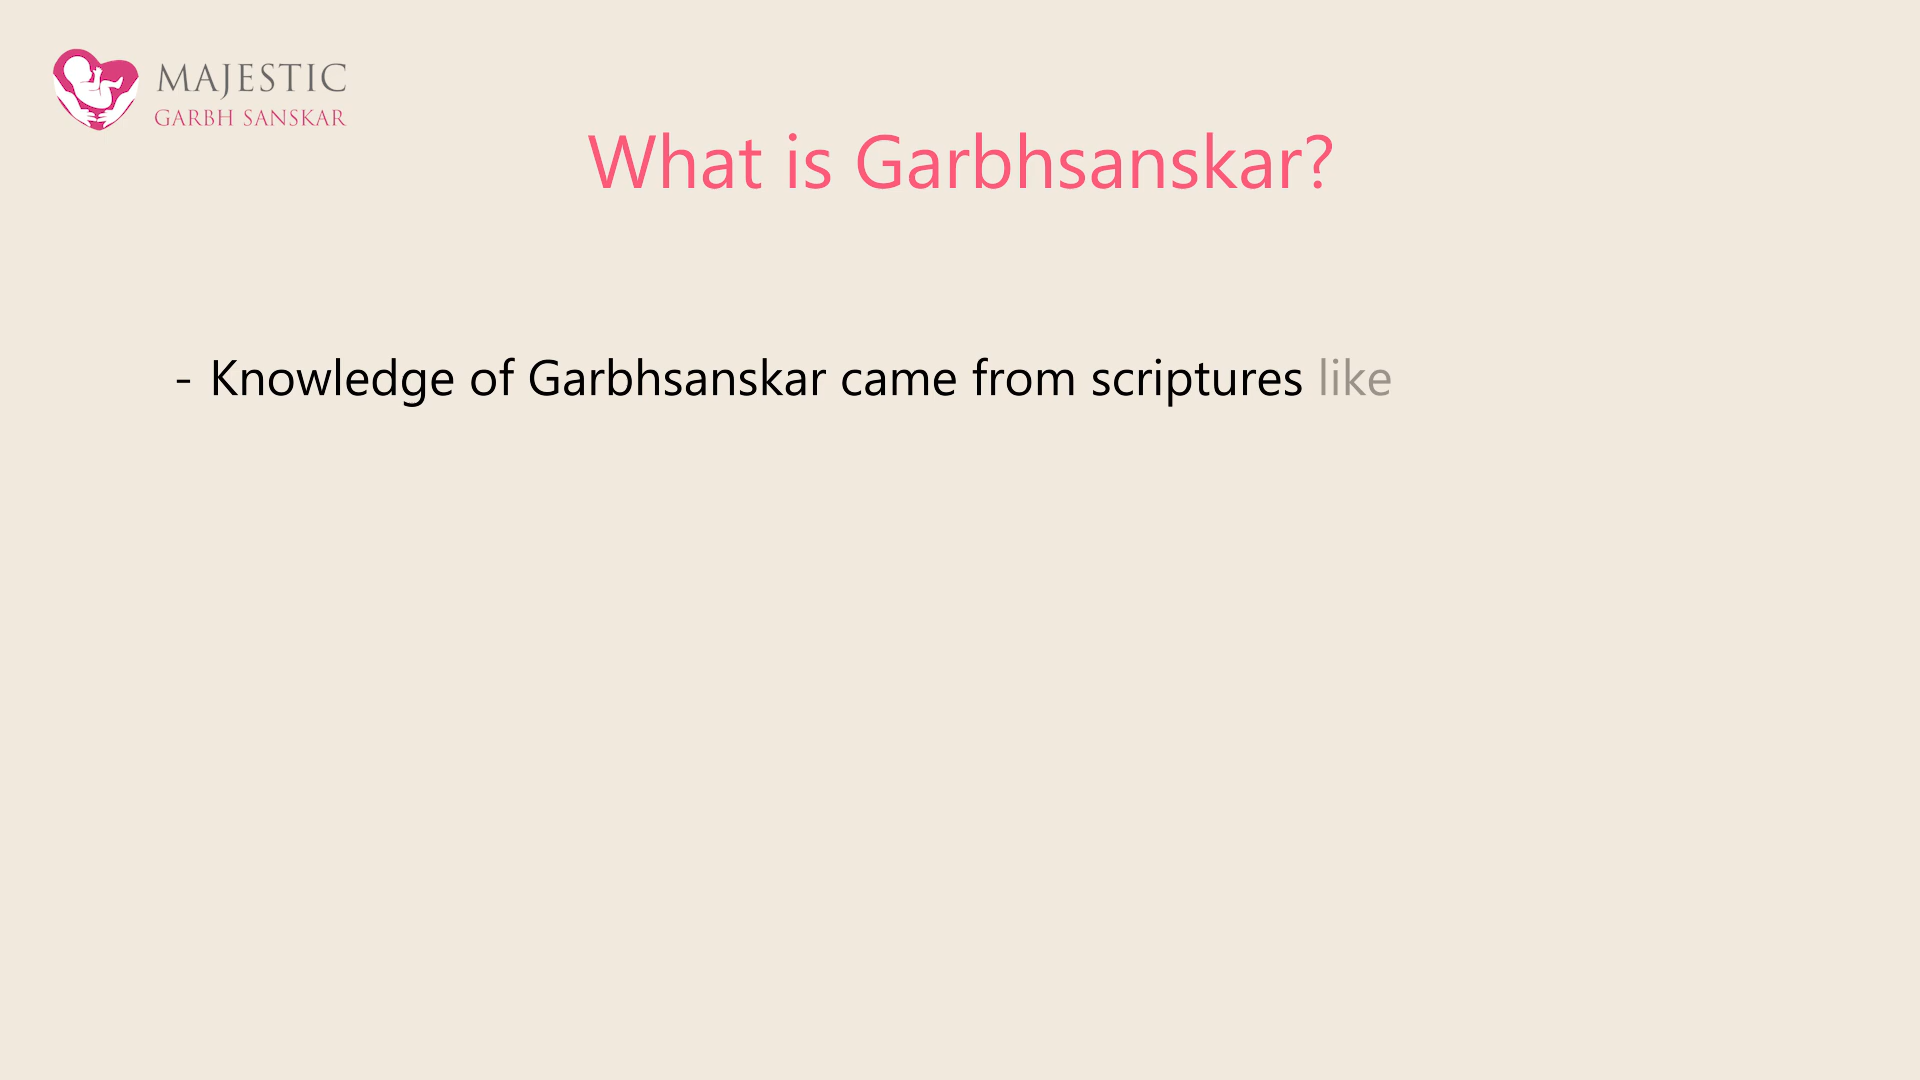 MAJESTIC
GARBH SANSKAR
What is Garbhsanskar?
- Knowledge of Garbhsanskar came from scriptures like